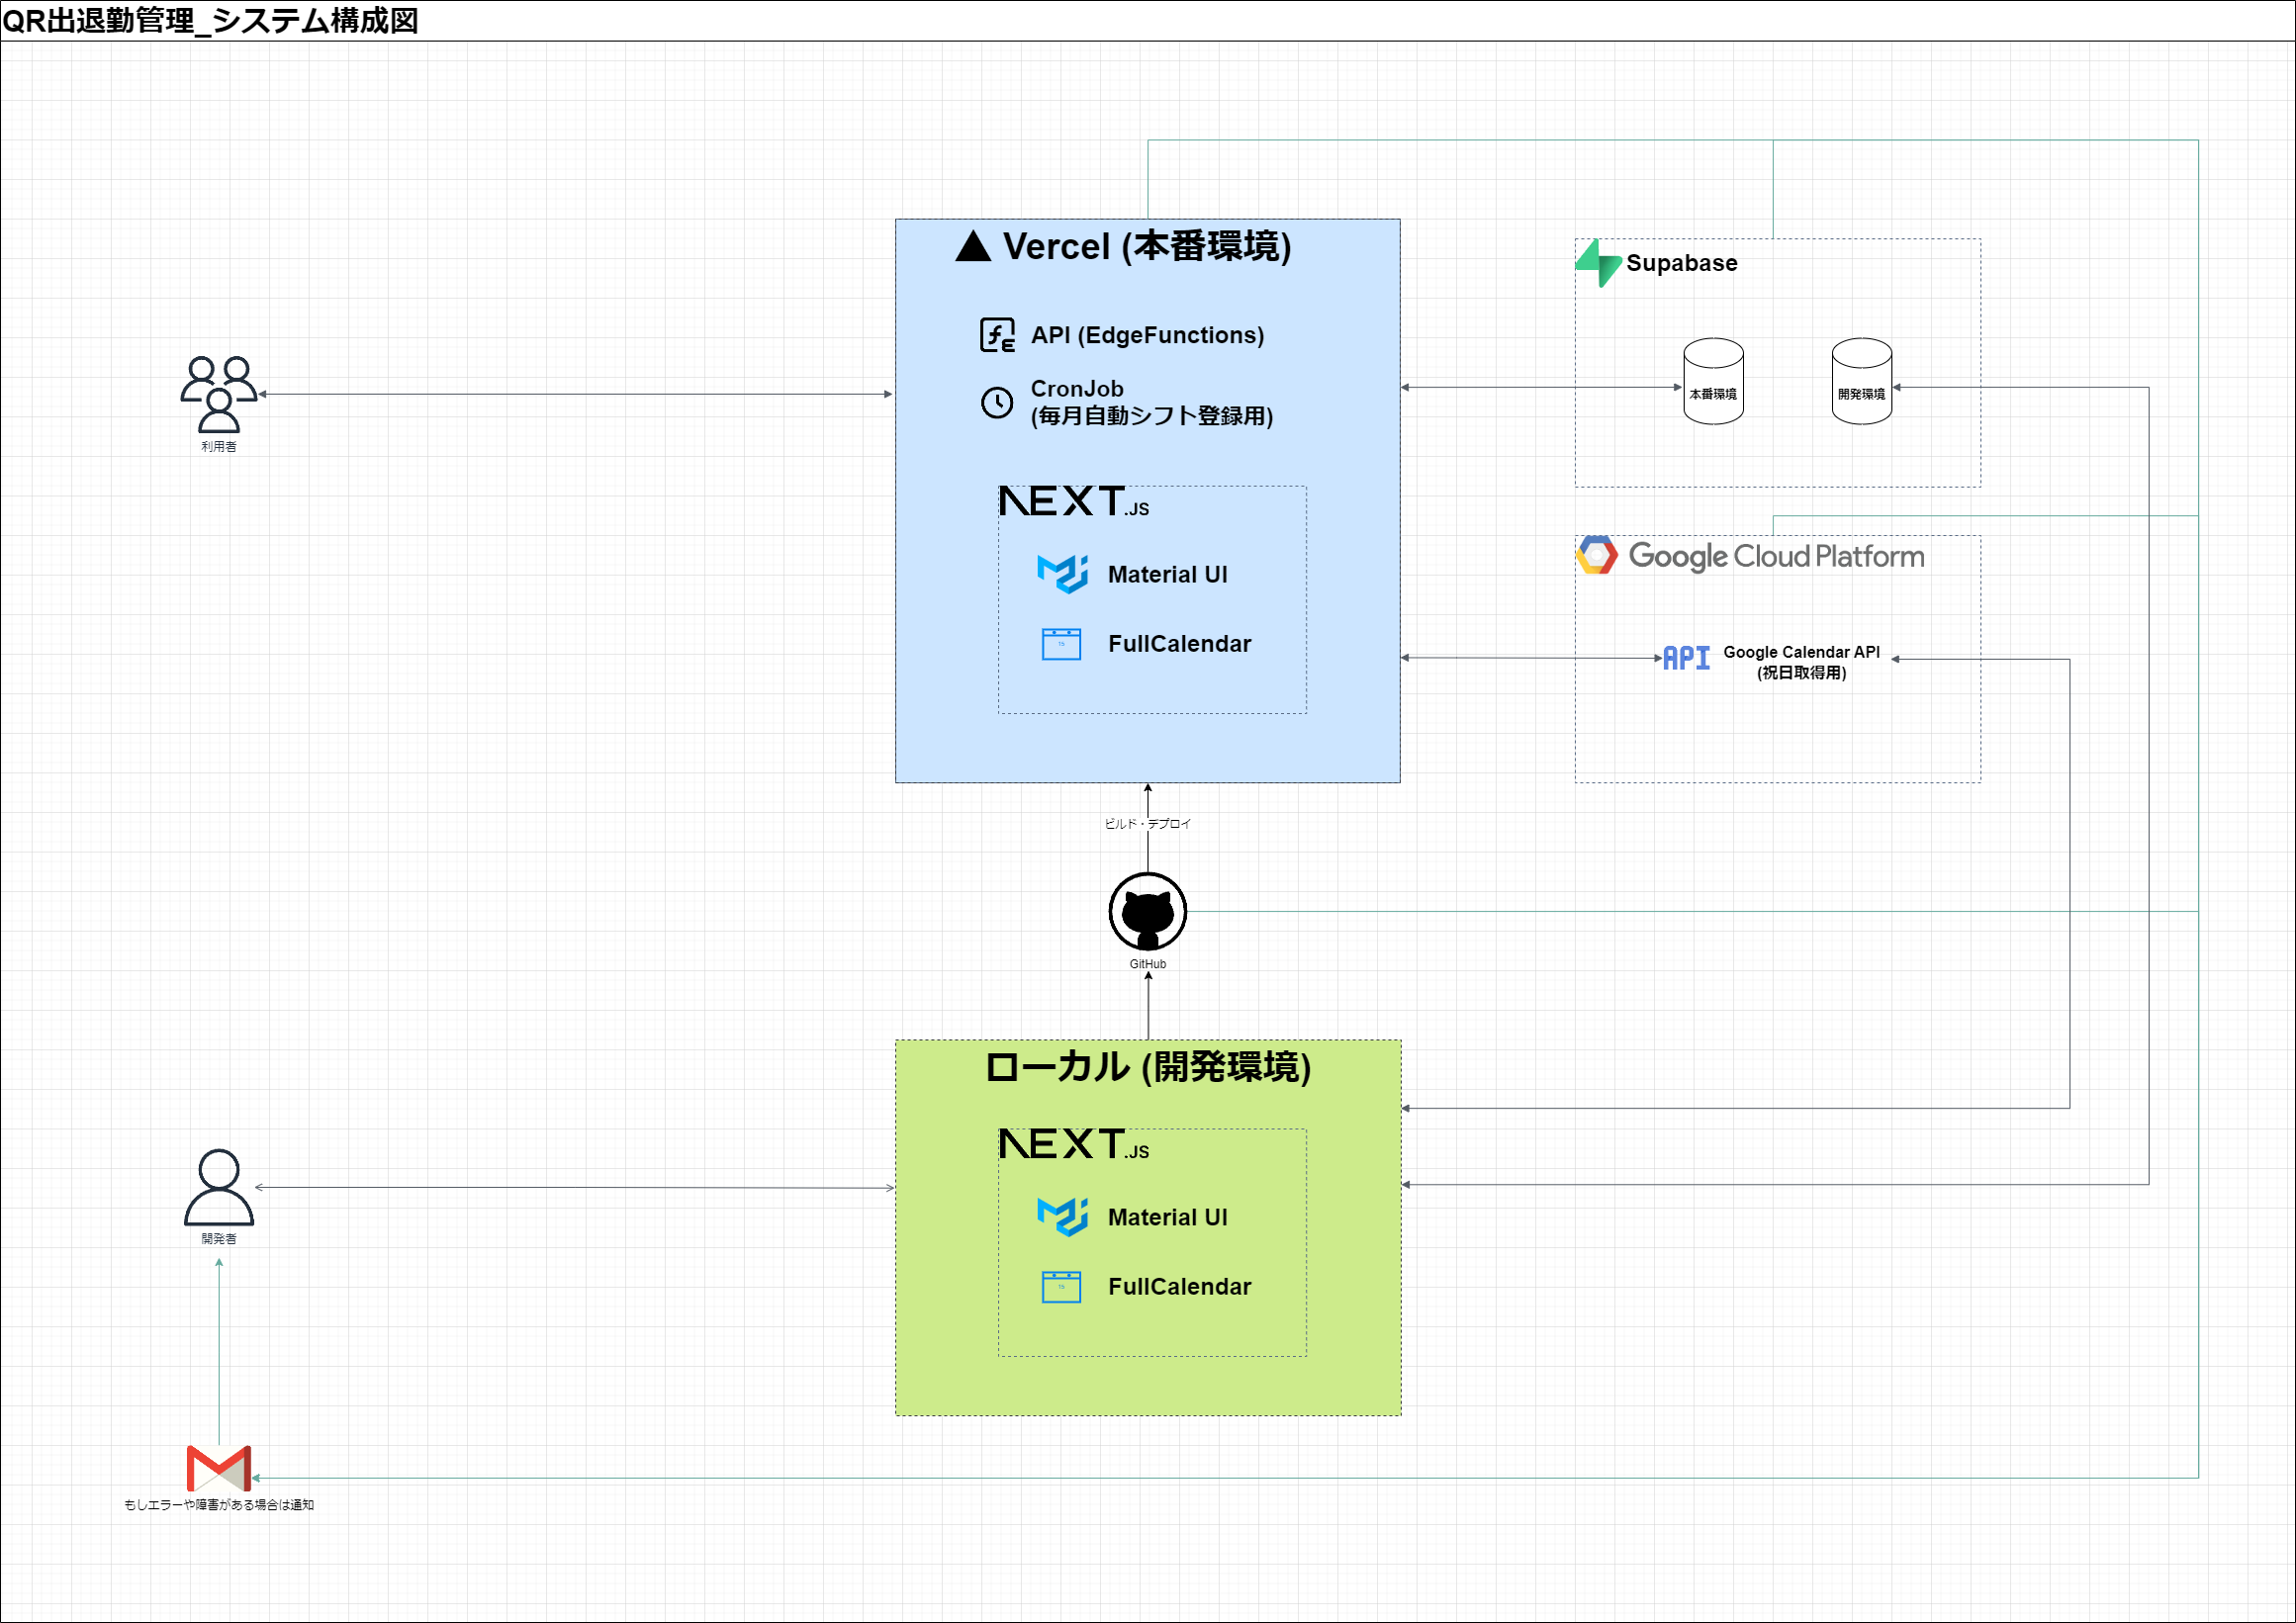 QR出退勤管理_システム構成図
Vercel (本番環境)
API (EdgeFunctions)
CronJob
(毎月自動シフト登録用)
NEXT.JS
Material UI
FullCalendar
Supabase
本番環境
開発環境
Google Cloud Platform
API
Google Calendar API
(祝日取得用)
利用者
ビルド・デプロイ
GitHub
ローカル (開発環境)
NEXT.JS
Material UI
FullCalendar
開発者
もしエラーや障害がある場合は通知